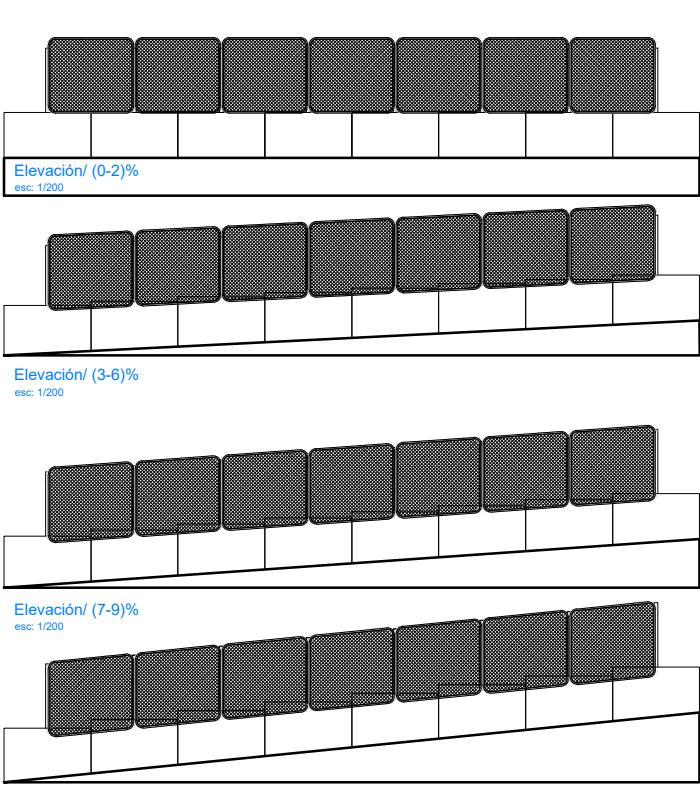 Elevación/ (0-2)%
esc: 1/200
Elevación/ (3-6)%
esc: 1/200
Elevación/ (7-9)%
esc: 1/200